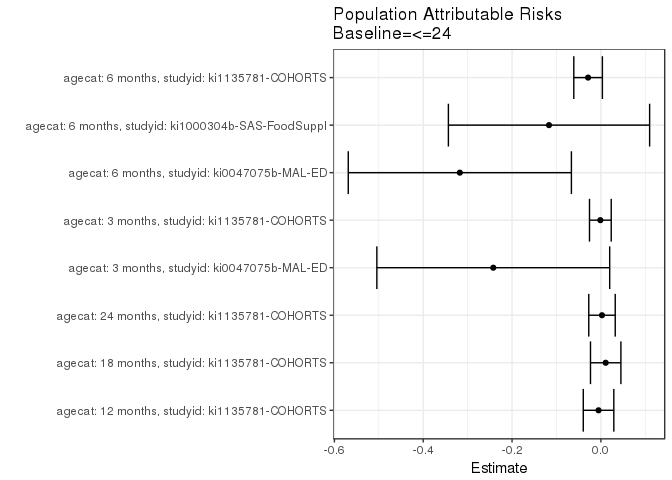 Population Attributable Risks
Baseline=<=24
agecat: 6 months, studyid: ki1135781-COHORTS
agecat: 6 months, studyid: ki1000304b-SAS-FoodSuppl
agecat: 6 months, studyid: ki0047075b-MAL-ED
agecat: 3 months, studyid: ki1135781-COHORTS
agecat: 3 months, studyid: ki0047075b-MAL-ED
agecat: 24 months, studyid: ki1135781-COHORTS
agecat: 18 months, studyid: ki1135781-COHORTS
agecat: 12 months, studyid: ki1135781-COHORTS
-0.6 -0.4 -0.2 0.0
Estimate